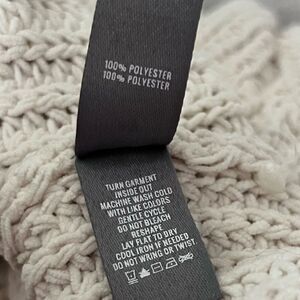 100% POLYESTER
100% POLYESTER
TURN GARMENT
INSIDE OUT
MACHINE WASH COLD
WITH LIKE COLORS
GENTLE CYCLE
DO NOT BLEACH
RESHAPE
LAY FLAT TO DRY
COOL IRON IF NEEDED
DO NOT WRING OR TWIST